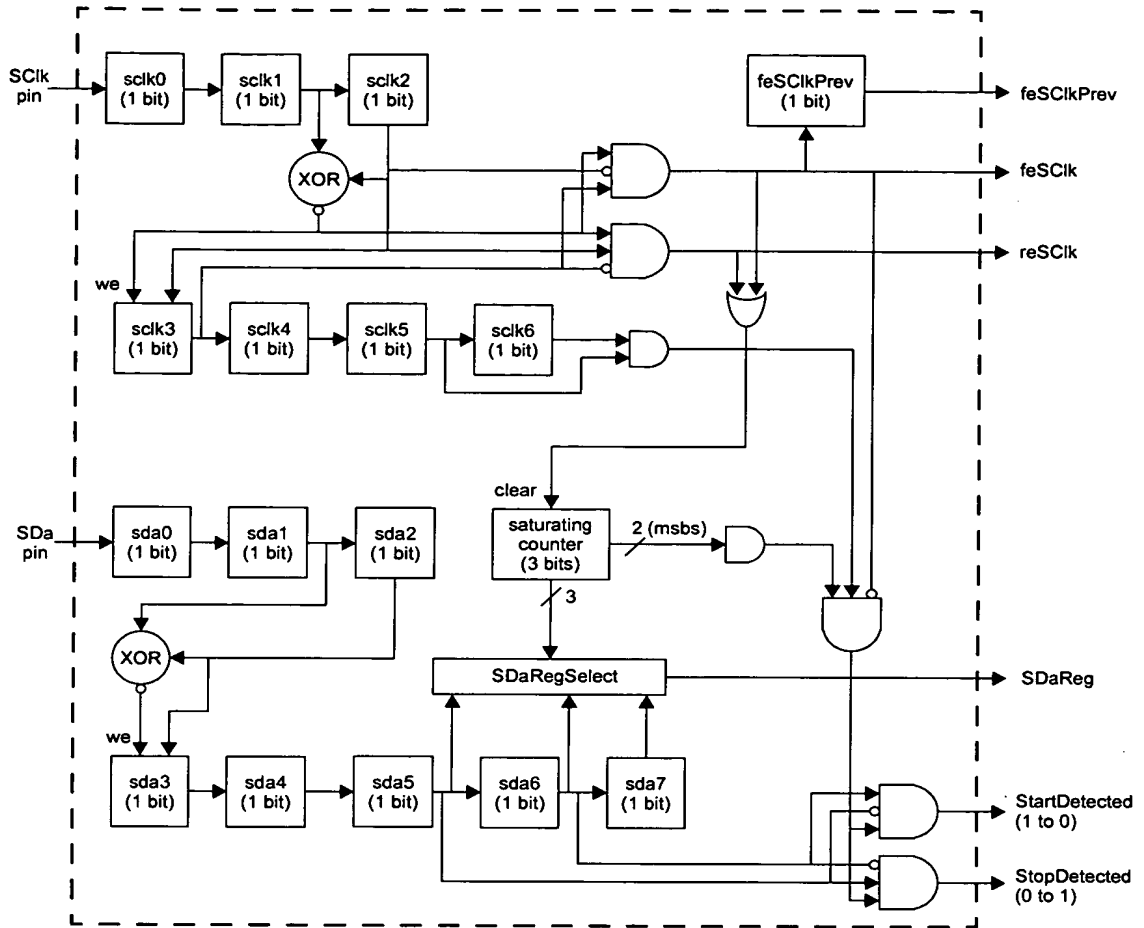 SClk
pin
sclk0
(1 bit)
sclk1
(1 bit)
sclk2
(1 bit)
feSClkPrev
(1 bit)
feSClkPrev
XOR
feSClk
reSClk
we
sclk3
(1 bit)
sclk4
(1 bit)
sclk5
(1 bit)
sclk6
(1 bit)
clear
SDa
pin
sda0
(1 bit)
sda1
(1 bit)
sda2
(1 bit)
saturating
counter
(3 bits)
2 (msbs)
3
XOR
SDaRegSelect
SDaReg
we
sda3
(1 bit)
sda4
(1 bit)
sda5
(1 bit)
sda6
(1 bit)
sda7
(1 bit)
StartDetected
(1 to 0)
StopDetected
(0 to 1)